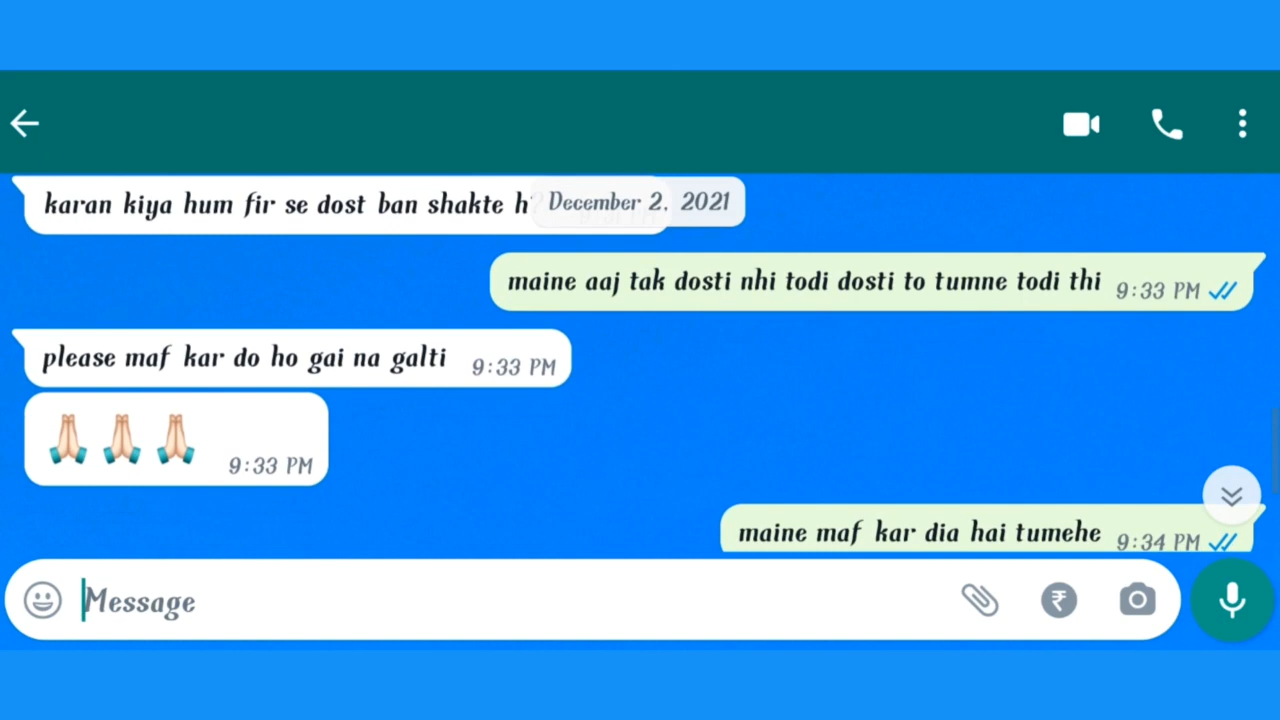 karan kiya hum fir se dost ban shakte
December 2, 2021
maine aaj tak dosti nhi todi dosti to tumne todi thi 9:33 PM
please maf kar do ho gai na galti 9:33 PM
🙏🏻🙏🏻🙏🏻 9:33 PM
maine maf kar dia hai tumehe 9:34 PM
Message